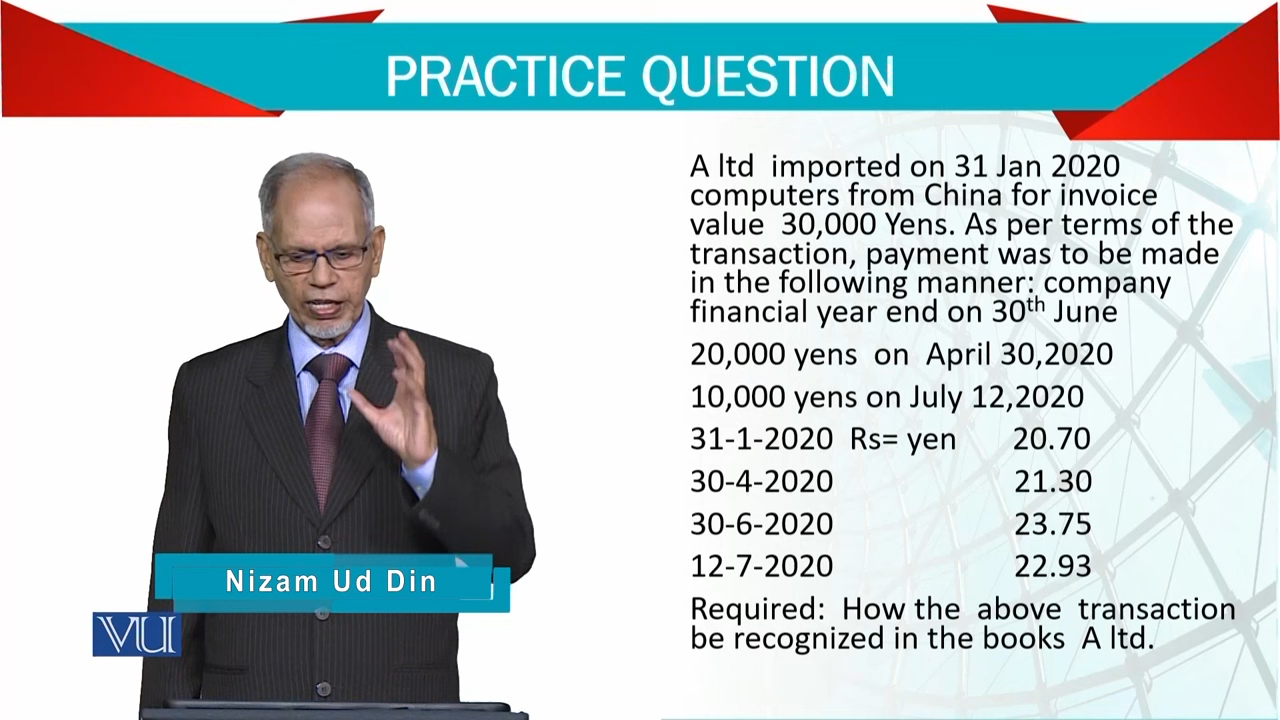 PRACTICE QUESTION
A ltd imported on 31 Jan 2020
computers from China for invoice
value 30,000 Yens. As per terms of the
transaction, payment was to be made
in the following manner: company
financial year end on 30th June
20,000 yens on April 30,2020
10,000 yens on July 12,2020
31-1-2020 Rs= yen 20.70
30-4-2020 21.30
30-6-2020 23.75
12-7-2020 22.93
Required: How the above transaction
be recognized in the books A ltd.
Nizam Ud Din
VU